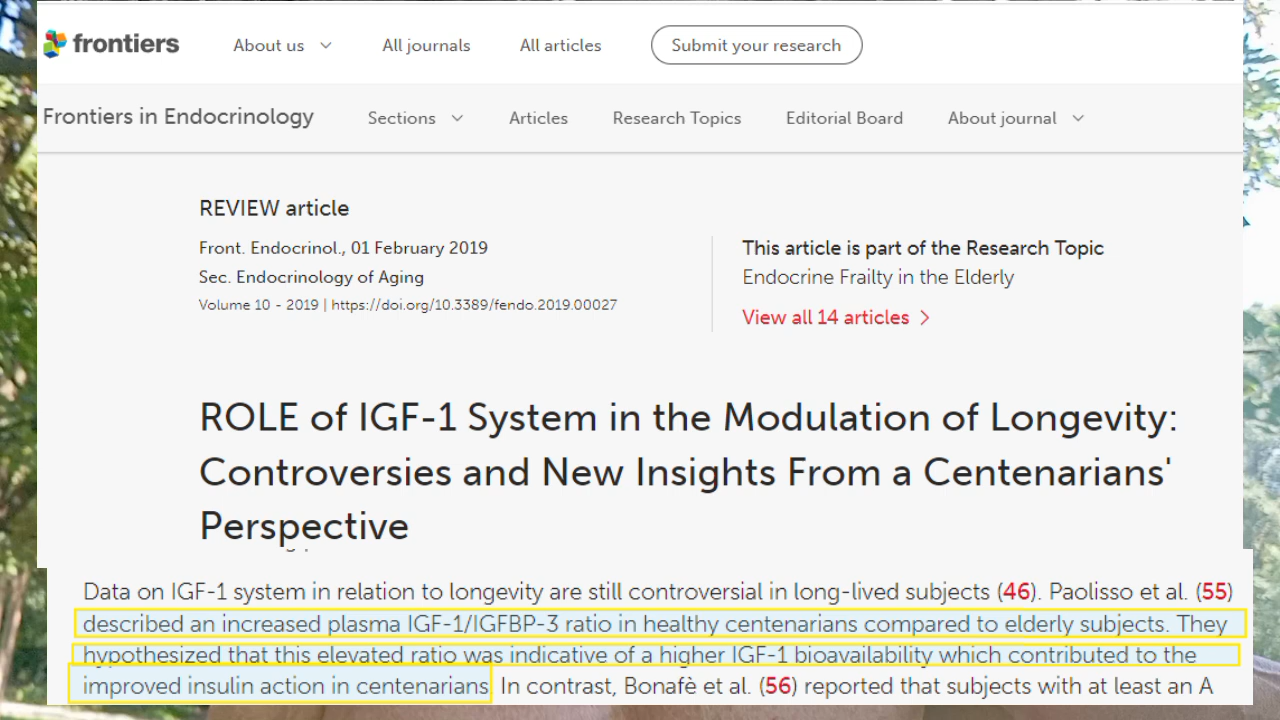 frontiers
About us
All journals
All articles
Submit your research
Frontiers in Endocrinology
Sections
Articles
Research Topics
Editorial Board
About journal
REVIEW article
Front. Endocrinol., 01 February 2019
Sec. Endocrinology of Aging
Volume 10 - 2019 | https://doi.org/10.3389/fendo.2019.00027
This article is part of the Research Topic
Endocrine Frailty in the Elderly
View all 14 articles
ROLE of IGF-1 System in the Modulation of Longevity:
Controversies and New Insights From a Centenarians'
Perspective
Data on IGF-1 system in relation to longevity are still controversial in long-lived subjects (46). Paolisso et al. (55)
described an increased plasma IGF-1/IGFBP-3 ratio in healthy centenarians compared to elderly subjects. They
hypothesized that this elevated ratio was indicative of a higher IGF-1 bioavailability which contributed to the
improved insulin action in centenarians. In contrast, Bonafè et al. (56) reported that subjects with at least an A